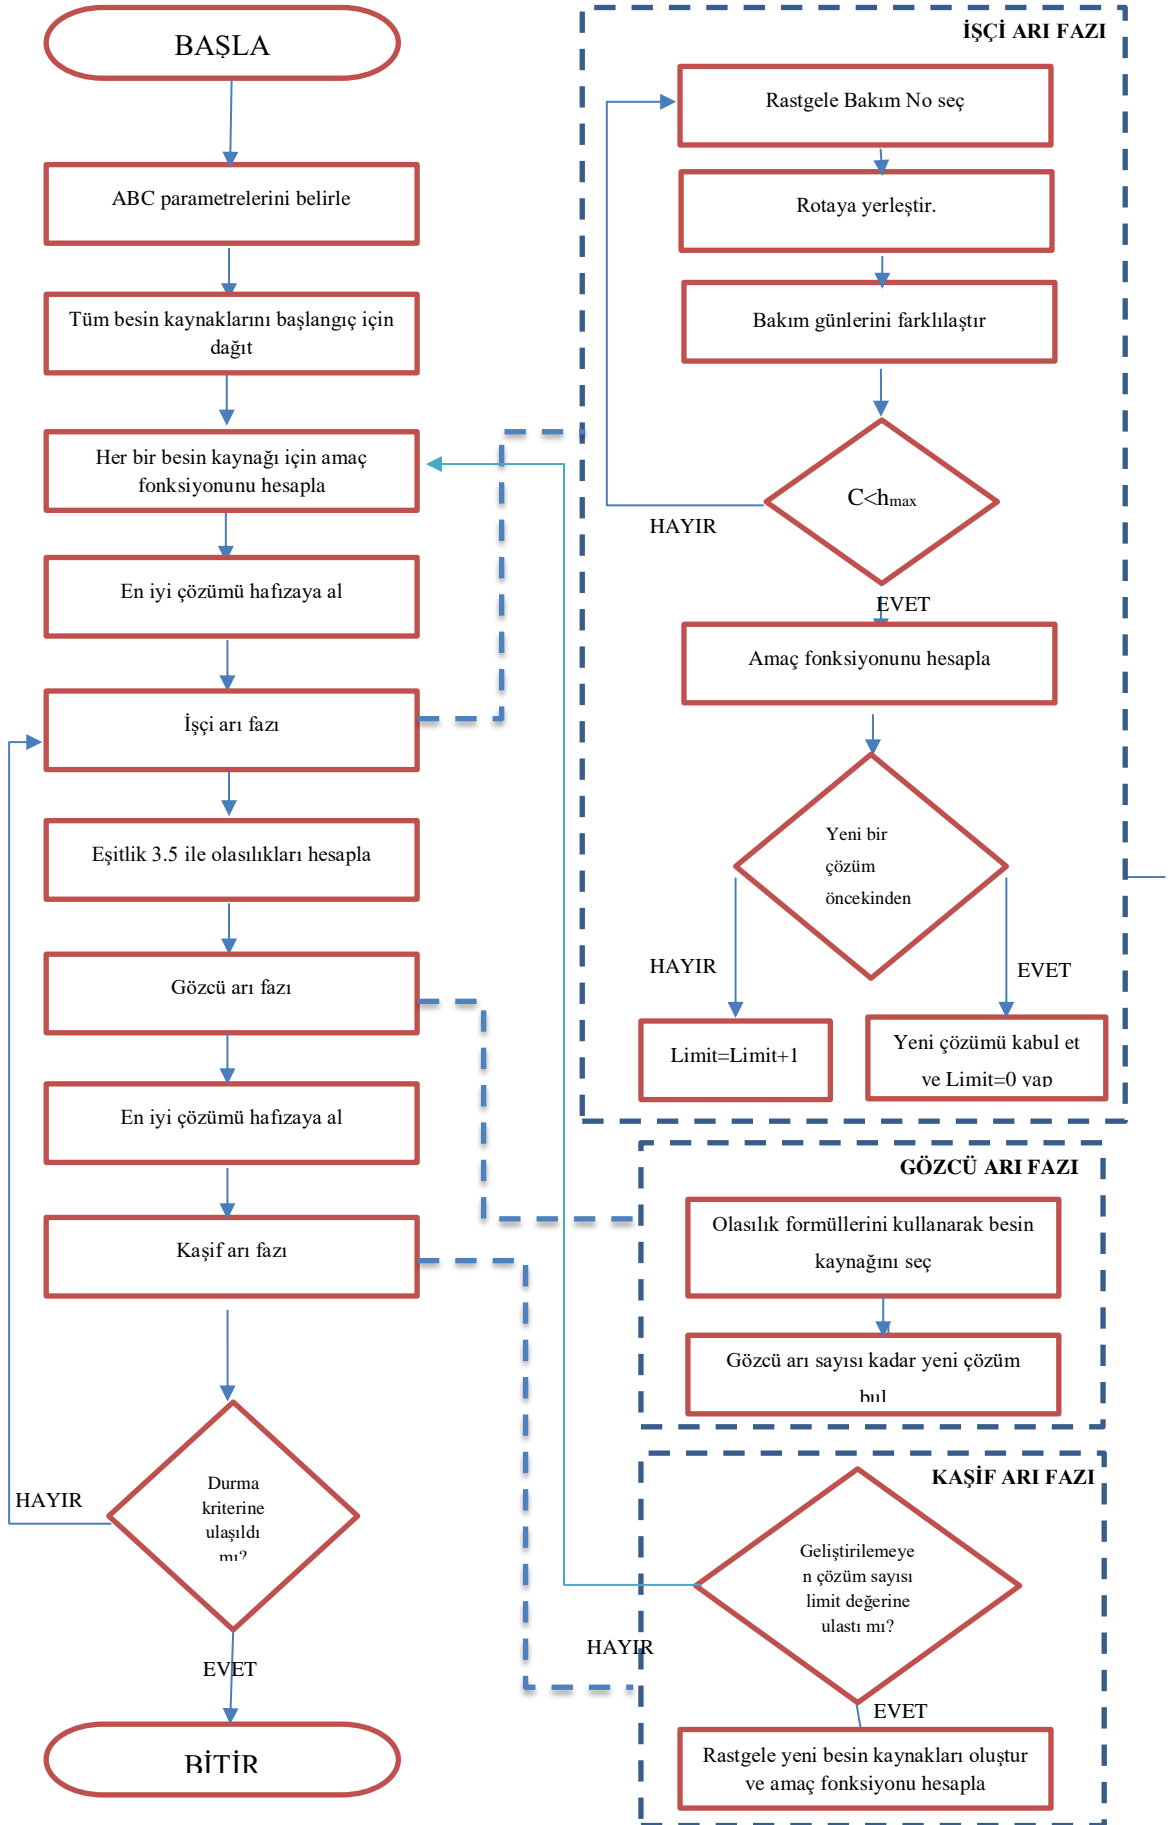 BAŞLA
ABC parametrelerini belirle
Tüm besin kaynaklarını başlangıç için
dağıt
Her bir besin kaynağı için amaç
fonksiyonunu hesapla
En iyi çözümü hafızaya al
İşçi arı fazı
Eşitlik 3.5 ile olasılıkları hesapla
Gözcü arı fazı
En iyi çözümü hafızaya al
Kaşif arı fazı
Durma
kriterine
ulaşıldı
mı?
HAYIR
EVET
BİTİR
İŞÇİ ARI FAZI
Rastgele Bakım No seç
Rotaya yerleştir.
Bakım günlerini farklılaştır
C<hmax
HAYIR
EVET
Amaç fonksiyonunu hesapla
Yeni bir
çözüm
öncekinden
HAYIR
EVET
Limit=Limit+1
Yeni çözümü kabul et
ve Limit=0 yap
GÖZCÜ ARI FAZI
Olasılık formüllerini kullanarak besin
kaynağını seç
Gözcü arı sayısı kadar yeni çözüm
bul
KAŞİF ARI FAZI
Geliştirilemeye
n çözüm sayısı
limit değerine
ulastı mı?
HAYIR
EVET
Rastgele yeni besin kaynakları oluştur
ve amaç fonksiyonu hesapla